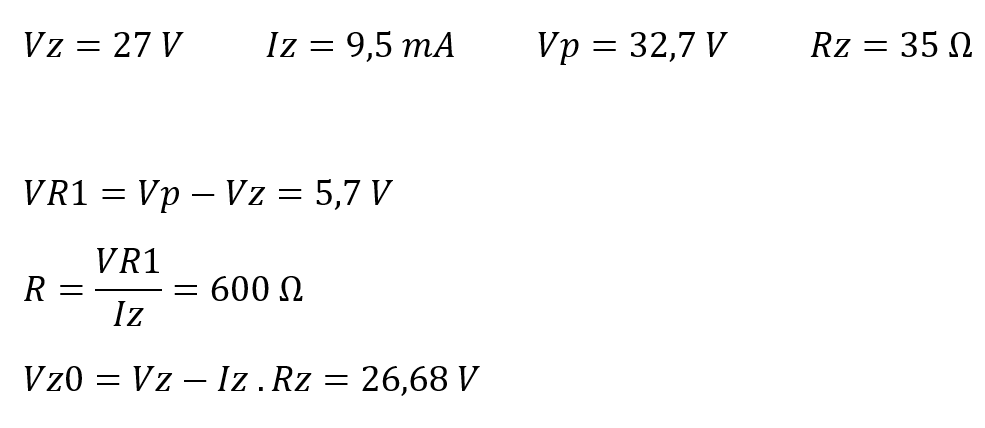 Vz = 27 V Iz = 9,5 mA Vp = 32,7 V Rz = 35 Ω
VR1 = Vp − Vz = 5,7 V
R = VR1/Iz = 600 Ω
Vz0 = Vz − Iz . Rz = 26,68 V